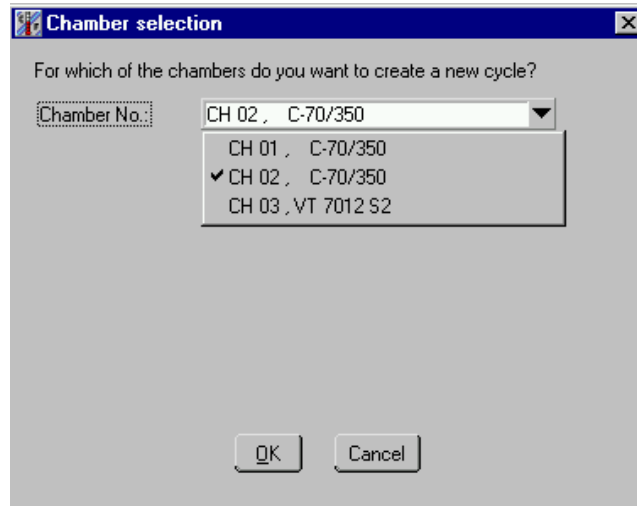 Chamber selection
For which of the chambers do you want to create a new cycle?
Chamber No.: CH 02 , C-70/350
CH 01 , C-70/350
CH 02 , C-70/350
CH 03 , VT 7012 S2
OK Cancel